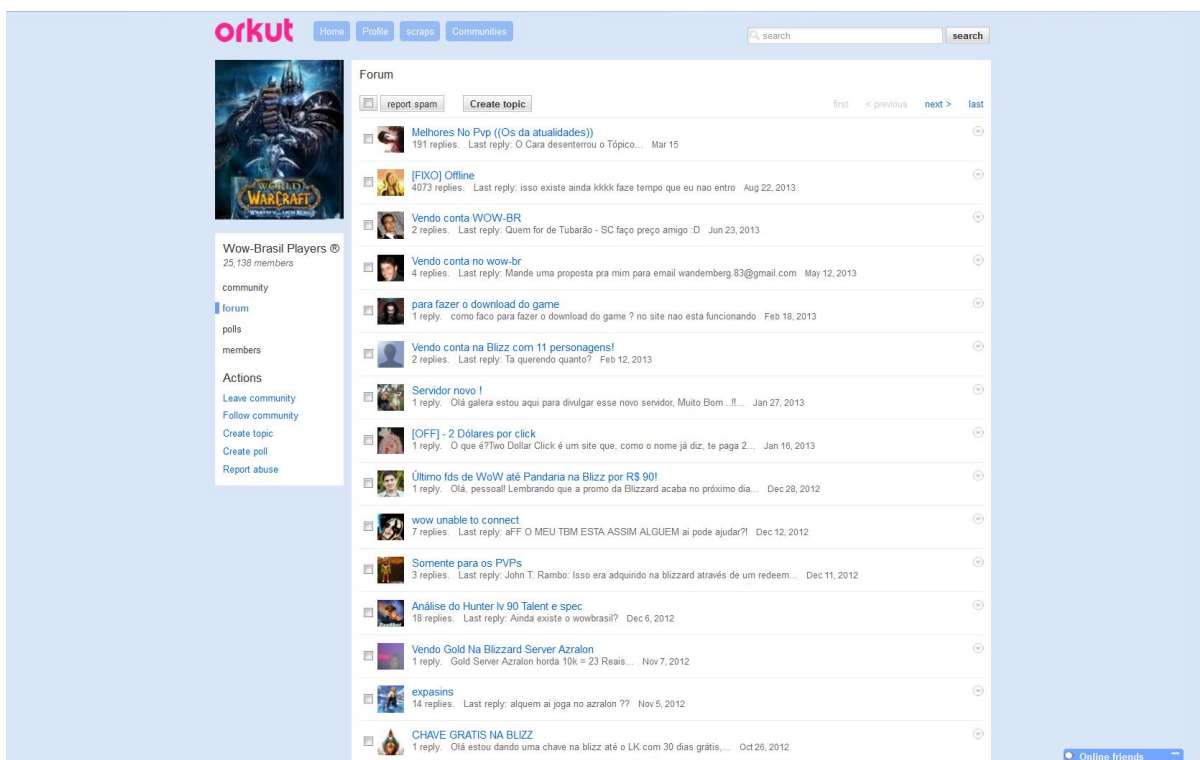 orkut
Home Profile scraps Communities
search search
WORLD
WARCRAFT
Wow-Brasil Players ®
25,138 members
community
forum
polls
members
Actions
Leave community
Follow community
Create topic
Create poll
Report abuse
Forum
report spam Create topic first < previous next > last
Melhores No Pvp ((Os da atualidades))
191 replies. Last reply: O Cara desenterrou o Tópico... Mar 15
[FIXO] Offline
4073 replies. Last reply: isso existe ainda kkkk faze tempo que eu nao entro Aug 22, 2013
Vendo conta WOW-BR
2 replies. Last reply: Quem for de Tubarão - SC faço preço amigo :D Jun 23, 2013
Vendo conta no wow-br
4 replies. Last reply: Mande uma proposta pra mim para email wandemberg.83@gmail.com May 12, 2013
para fazer o download do game
1 reply. como faco para fazer o download do game ? no site nao esta funcionando Feb 18, 2013
Vendo conta na Blizz com 11 personagens!
2 replies. Last reply: Ta querendo quanto? Feb 12, 2013
Servidor novo !
1 reply. Olá galera estou aqui para divulgar esse novo servidor, Muito Bom ..!!... Jan 27, 2013
[OFF] - 2 Dólares por click
1 reply. O que é?Two Dollar Click é um site que, como o nome já diz, te paga 2... Jan 16, 2013
Último fds de WoW até Pandaria na Blizz por R$ 90!
1 reply. Olá, pessoal! Lembrando que a promo da Blizzard acaba no próximo dia... Dec 28, 2012
wow unable to connect
7 replies. Last reply: aFF O MEU TBM ESTA ASSIM ALGUEM ai pode ajudar?! Dec 12, 2012
Somente para os PVPs
3 replies. Last reply: John T. Rambo: Isso era adquirido na blizzard através de um redeem... Dec 11, 2012
Análise do Hunter lv 90 Talent e spec
18 replies. Last reply: Ainda existe o wowbrasil? Dec 6, 2012
Vendo Gold Na Blizzard Server Azralon
1 reply. Gold Server Azralon horda 10k = 23 Reais... Nov 7, 2012
expasins
14 replies. Last reply: alquem ai joga no azralon ?? Nov 5, 2012
CHAVE GRATIS NA BLIZZ
1 reply. Olá estou dando uma chave na blizz até o LK com 30 dias grátis,... Oct 26, 2012
Online friends